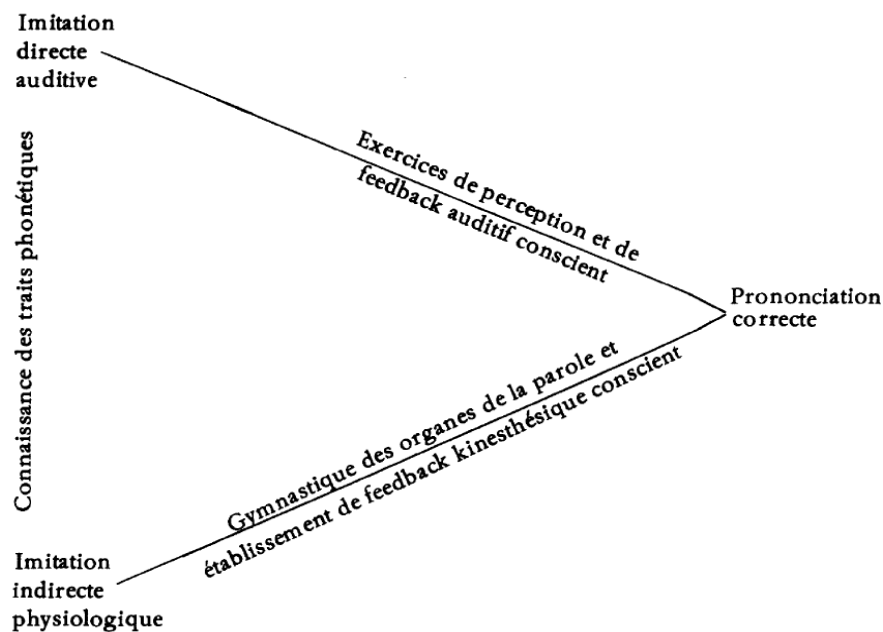 Imitation
directe
auditive
Exercices de perception et de
feedback auditif conscient
Connaissance des traits phonétiques
Prononciation
correcte
Gymnastique des organes de la parole et
établissement de feedback kinesthésique conscient
Imitation
indirecte
physiologique